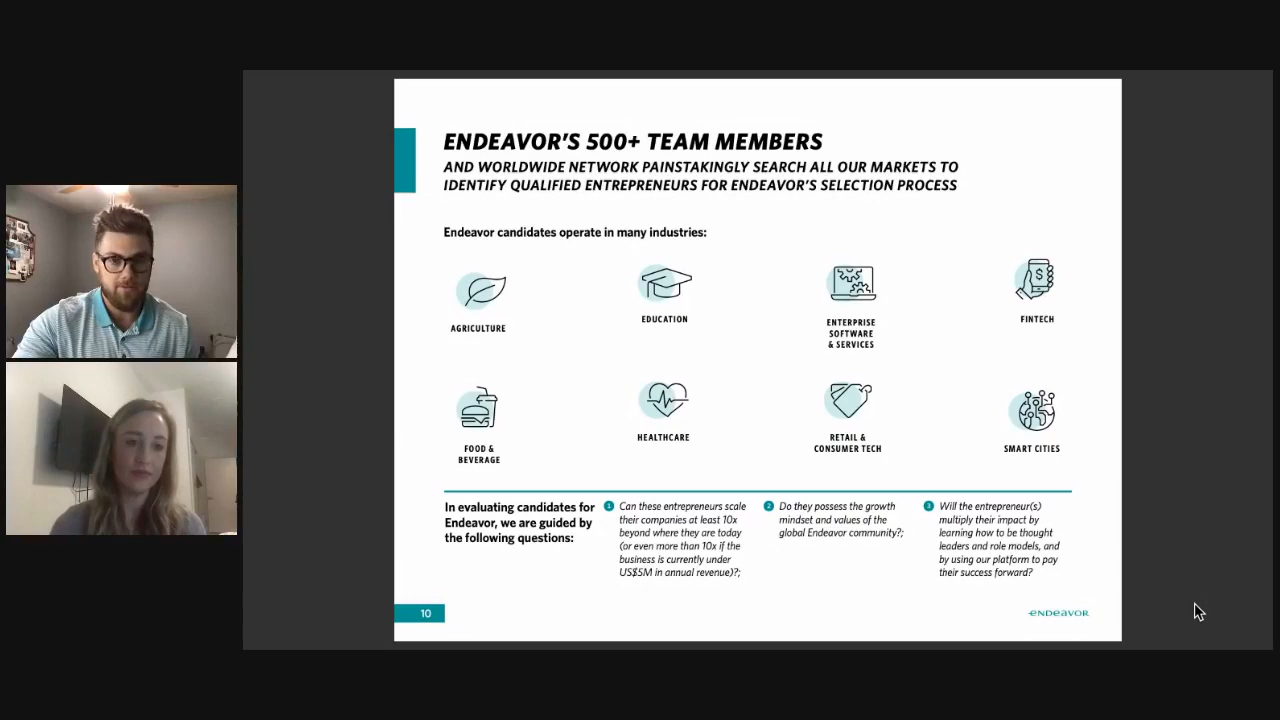 ENDEAVOR'S 500+ TEAM MEMBERS
AND WORLDWIDE NETWORK PAINSTAKINGLY SEARCH ALL OUR MARKETS TO
IDENTIFY QUALIFIED ENTREPRENEURS FOR ENDEAVOR'S SELECTION PROCESS
Endeavor candidates operate in many industries:
AGRICULTURE
EDUCATION
ENTERPRISE
SOFTWARE
& SERVICES
$
FINTECH
FOOD &
BEVERAGE
HEALTHCARE
RETAIL &
CONSUMER TECH
SMART CITIES
In evaluating candidates for
Endeavor, we are guided by
the following questions:
1 Can these entrepreneurs scale
their companies at least 10x
beyond where they are today
(or even more than 10x if the
business is currently under
US$5M in annual revenue)?;
2 Do they possess the growth
mindset and values of the
global Endeavor community?;
3 Will the entrepreneur(s)
multiply their impact by
learning how to be thought
leaders and role models, and
by using our platform to pay
their success forward?
10
ENDEAVOR